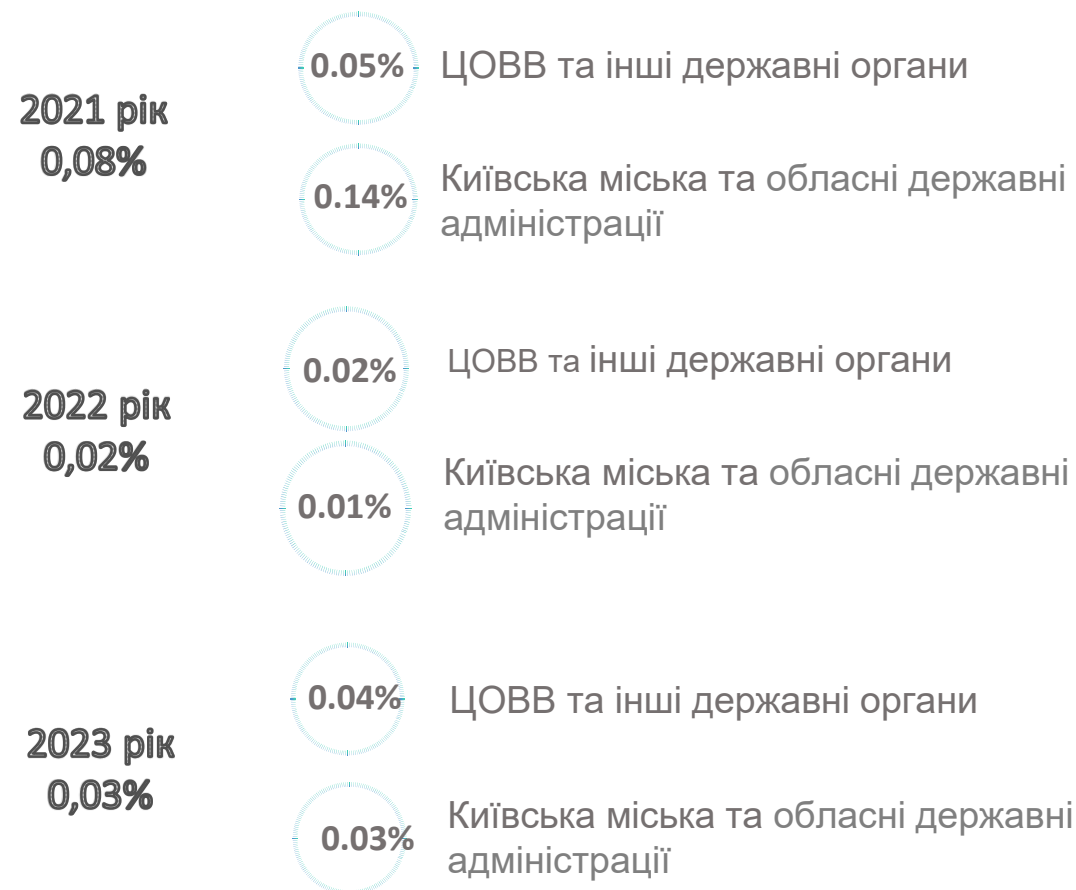 2021 рік
0,08%
0.05%
ЦОВВ та інші державні органи
0.14%
Київська міська та обласні державні
адміністрації
2022 рік
0,02%
0.02%
ЦОВВ та інші державні органи
0.01%
Київська міська та обласні державні
адміністрації
2023 рік
0,03%
0.04%
ЦОВВ та інші державні органи
0.03%
Київська міська та обласні державні
адміністрації